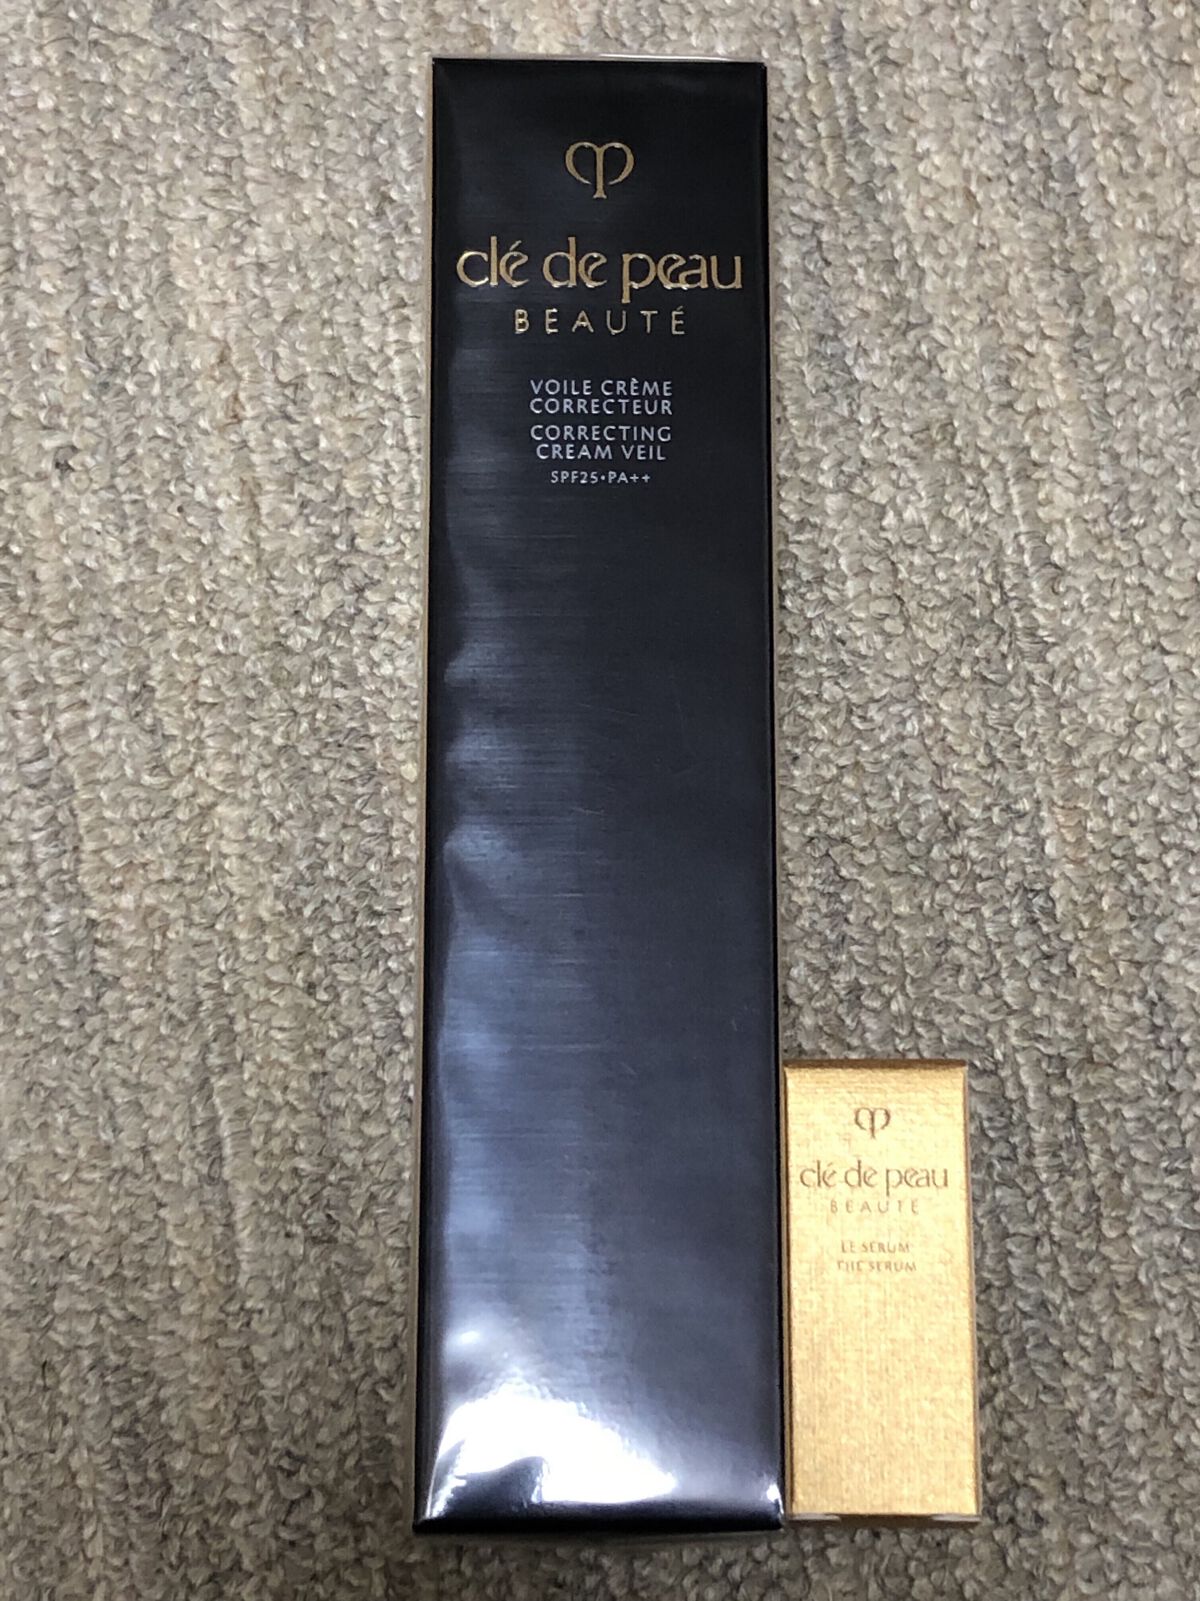 clé de peau
BEAUTÉ
VOILE CRÈME
CORRECTEUR
CORRECTING
CREAM VEIL
SPF25•PA++
clé de peau
BEAUTÉ
LE SÉRUM
THE SERUM